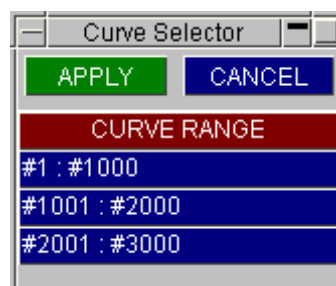 Curve Selector
APPLY CANCEL
CURVE RANGE
#1 : #1000
#1001 : #2000
#2001 : #3000